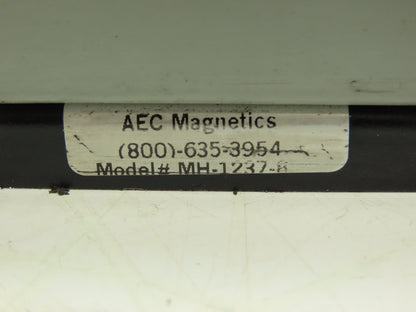 AEC Magnetics
(800)-635-3954
Model# MH-1237-8